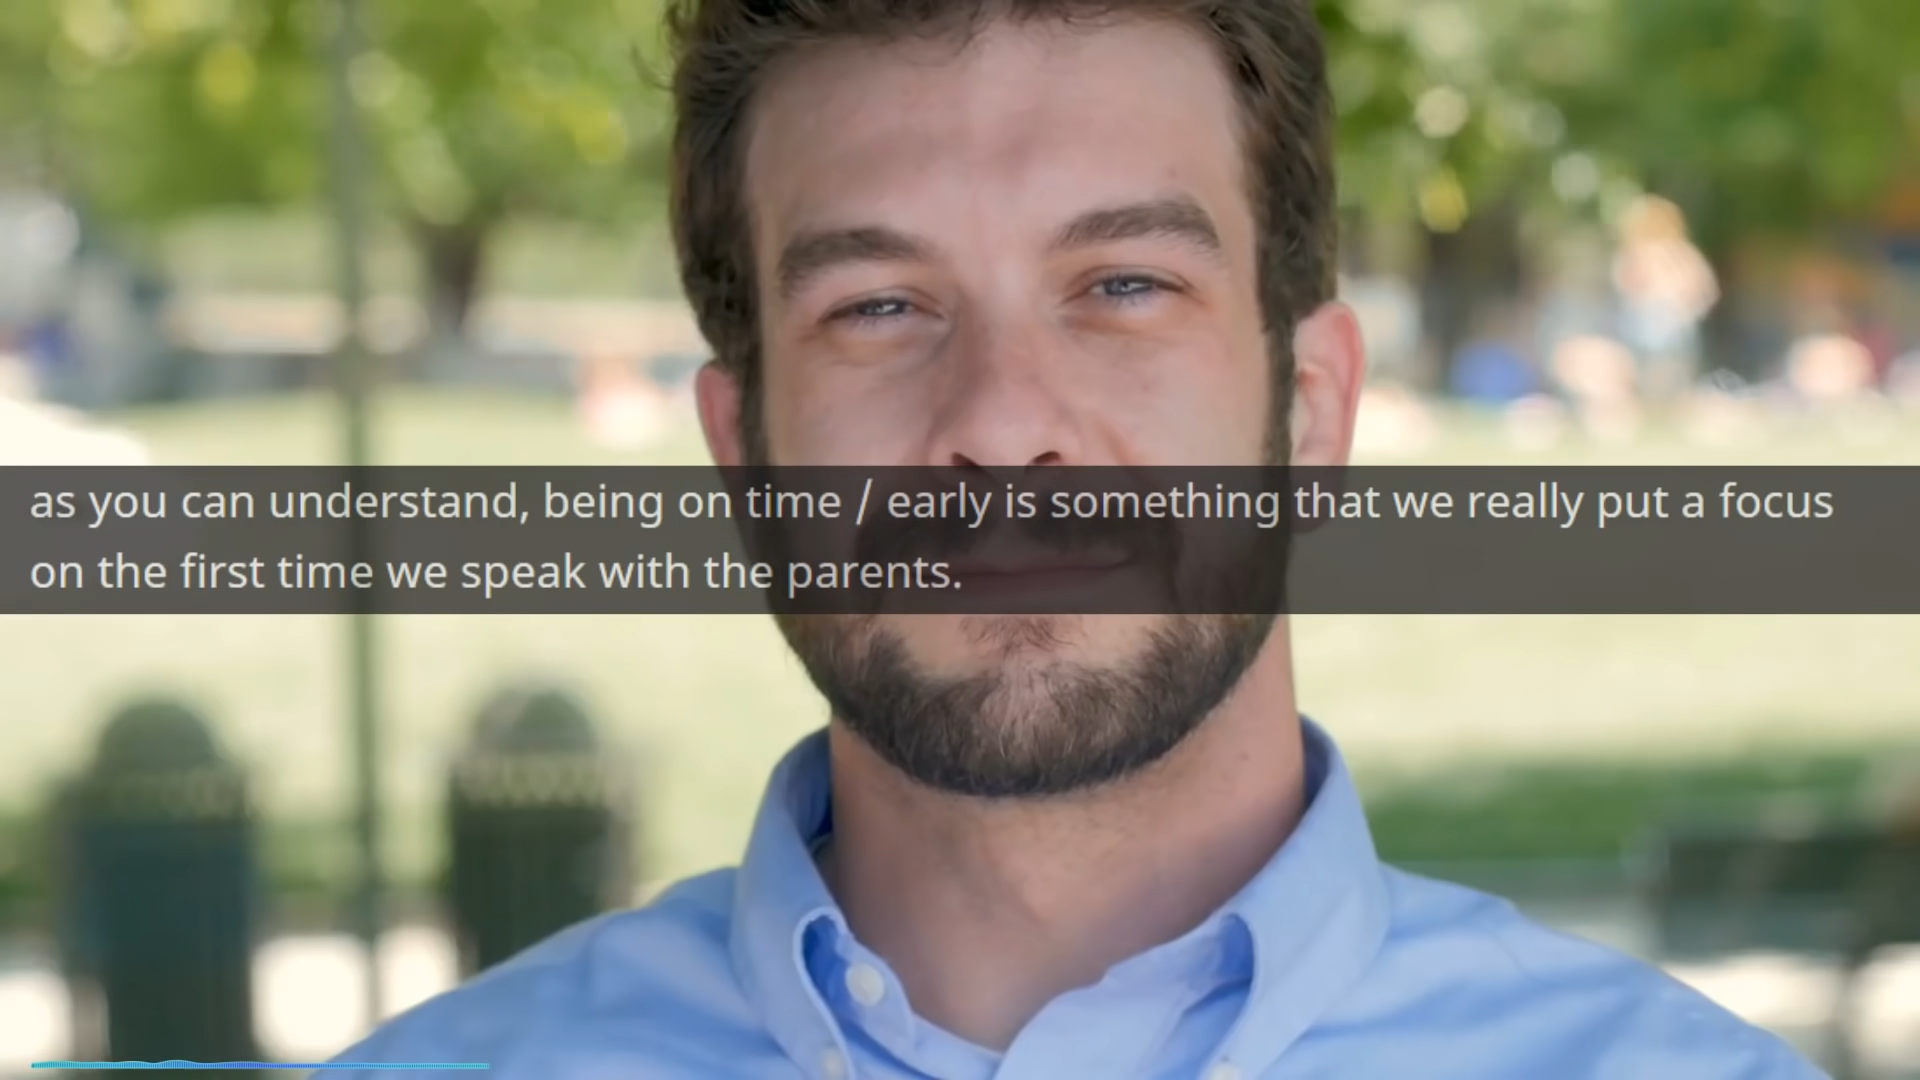 as you can understand, being on time / early is something that we really put a focus
on the first time we speak with the parents.